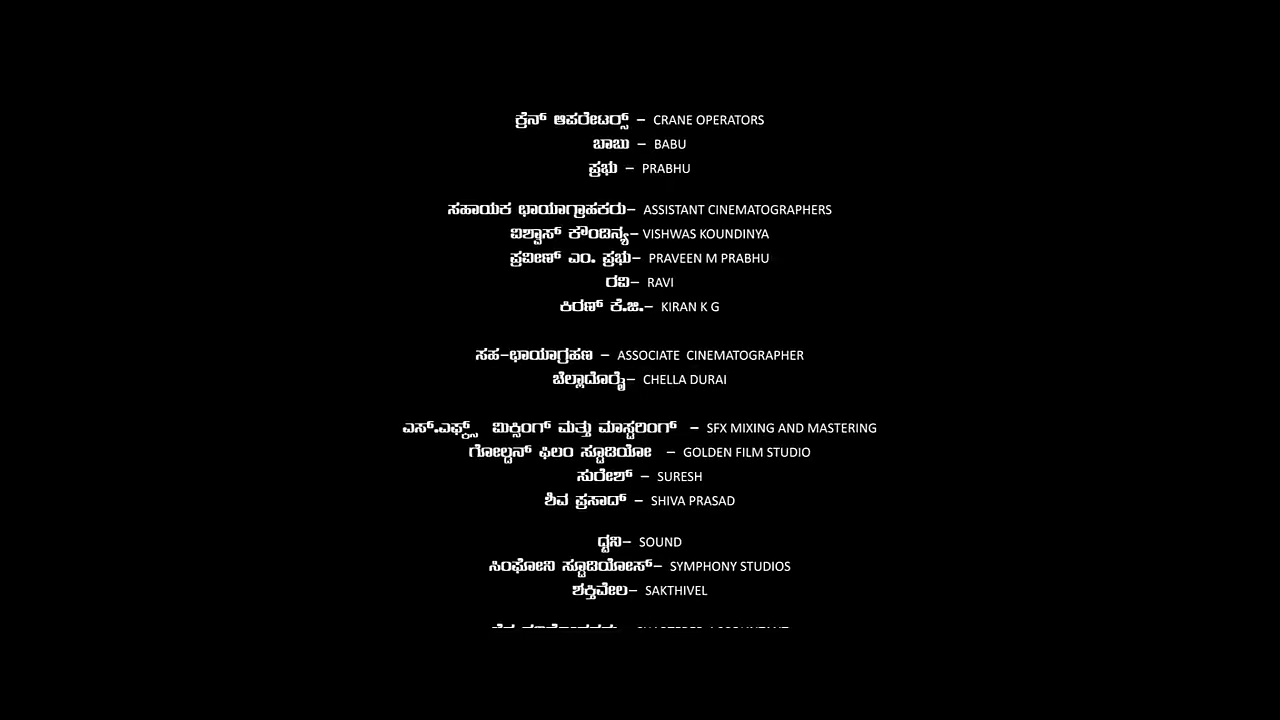 ಕ್ರೆನ್ ಆಪರೇಟರ್ಸ್ – CRANE OPERATORS
ಬಾಬು – BABU
ಪ್ರಭು – PRABHU
ಸಹಾಯಕ ಛಾಯಾಗ್ರಾಹಕರು– ASSISTANT CINEMATOGRAPHERS
ವಿಶ್ವಾಸ್ ಕೌಂಡಿನ್ಯ– VISHWAS KOUNDINYA
ಪ್ರವೀಣ್ ಎಂ. ಪ್ರಭು– PRAVEEN M PRABHU
ರವಿ– RAVI
ಕಿರಣ್ ಕೆ.ಜಿ.– KIRAN K G
ಸಹ-ಛಾಯಾಗ್ರಹಣ – ASSOCIATE CINEMATOGRAPHER
ಚೆಲ್ಲಾದೊರೈ– CHELLA DURAI
ಎಸ್.ಎಫ್ಕ್ಸ್ ಮಿಕ್ಸಿಂಗ್ ಮತ್ತು ಮಾಸ್ಟರಿಂಗ್ – SFX MIXING AND MASTERING
ಗೋಲ್ದನ್ ಫಿಲಂ ಸ್ಟೂಡಿಯೋ – GOLDEN FILM STUDIO
ಸುರೇಶ್ – SURESH
ಶಿವ ಪ್ರಸಾದ್ – SHIVA PRASAD
ಧ್ವನಿ– SOUND
ಸಿಂಫೋನಿ ಸ್ಟೂಡಿಯೋಸ್– SYMPHONY STUDIOS
ಶಕ್ತಿವೇಲ– SAKTHIVEL